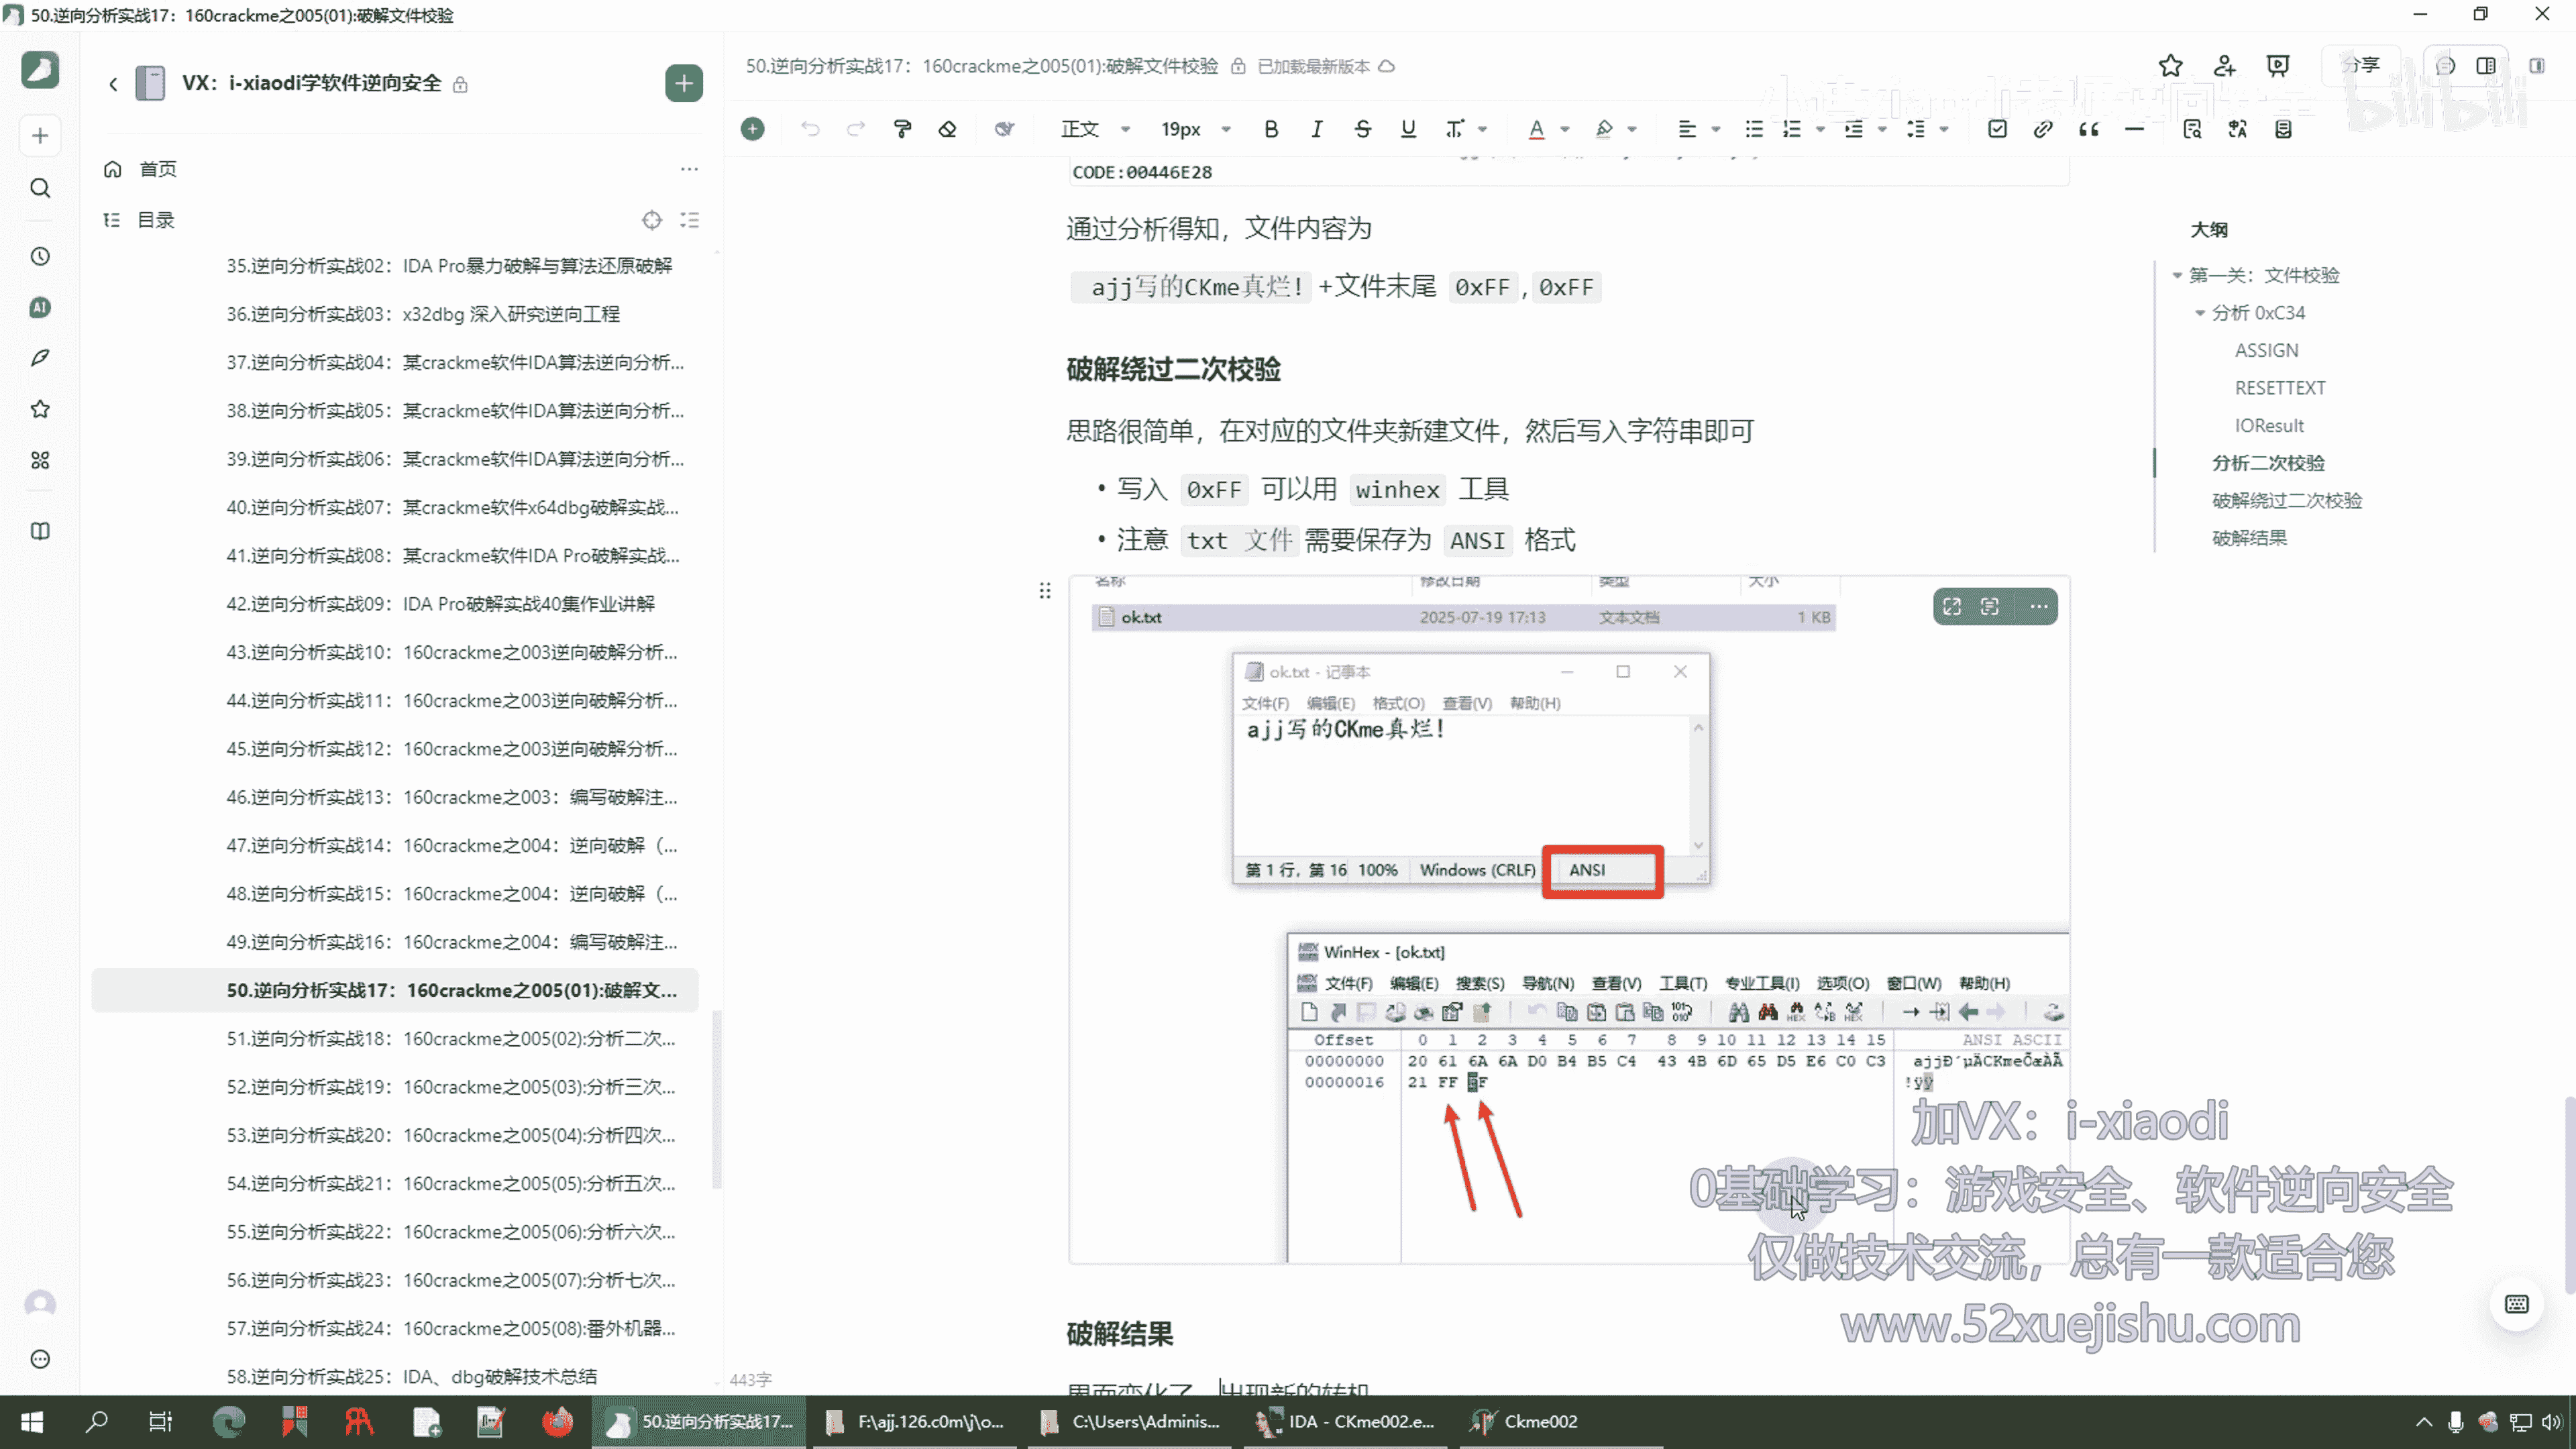 50.逆向分析实战17：160crackme之005(01):破解文件校验
VX：i-xiaodi学软件逆向安全
首页
目录
35.逆向分析实战02：IDA Pro暴力破解与算法还原破解
36.逆向分析实战03：x32dbg 深入研究逆向工程
37.逆向分析实战04：某crackme软件IDA算法逆向分析...
38.逆向分析实战05：某crackme软件IDA算法逆向分析...
39.逆向分析实战06：某crackme软件IDA算法逆向分析...
40.逆向分析实战07：某crackme软件x64dbg破解实战...
41.逆向分析实战08：某crackme软件IDA Pro破解实战...
42.逆向分析实战09：IDA Pro破解实战40集作业讲解
43.逆向分析实战10：160crackme之003逆向破解分析...
44.逆向分析实战11：160crackme之003逆向破解分析...
45.逆向分析实战12：160crackme之003逆向破解分析...
46.逆向分析实战13：160crackme之003：编写破解注...
47.逆向分析实战14：160crackme之004：逆向破解（...
48.逆向分析实战15：160crackme之004：逆向破解（...
49.逆向分析实战16：160crackme之004：编写破解注...
50.逆向分析实战17：160crackme之005(01):破解文...
51.逆向分析实战18：160crackme之005(02):分析二次...
52.逆向分析实战19：160crackme之005(03):分析三次...
53.逆向分析实战20：160crackme之005(04):分析四次...
54.逆向分析实战21：160crackme之005(05):分析五次...
55.逆向分析实战22：160crackme之005(06):分析六次...
56.逆向分析实战23：160crackme之005(07):分析七次...
57.逆向分析实战24：160crackme之005(08):番外机器...
58.逆向分析实战25：IDA、dbg破解技术总结
50.逆向分析实战17：160crackme之005(01):破解文件校验 已加载最新版本
分享
bilibili
正文 19px
CODE:00446E28
通过分析得知，文件内容为
ajj写的CKme真烂! +文件末尾 0xFF , 0xFF
破解绕过二次校验
思路很简单，在对应的文件夹新建文件，然后写入字符串即可
• 写入 0xFF 可以用 winhex 工具
• 注意 txt 文件 需要保存为 ANSI 格式
名称 修改日期 类型 大小
ok.txt 2025-07-19 17:13 文本文档 1 KB
ok.txt - 记事本
文件(F) 编辑(E) 格式(O) 查看(V) 帮助(H)
ajj写的CKme真烂!
第 1 行，第 16 100% Windows (CRLF) ANSI
WinHex - [ok.txt]
文件(F) 编辑(E) 搜索(S) 导航(N) 查看(V) 工具(T) 专业工具(I) 选项(O) 窗口(W) 帮助(H)
Offset 0 1 2 3 4 5 6 7 8 9 10 11 12 13 14 15 ANSI ASCII
00000000 20 61 6A 6A D0 B4 B5 C4 43 4B 6D 65 D5 E6 C0 C3 ajjÐ´µÄCKmeÕæÀÃ
00000016 21 FF FF !ÿÿ
破解结果
界面变化了，出现新的转机
443字
大纲
第一关：文件校验
分析 0xC34
ASSIGN
RESETTEXT
IOResult
分析二次校验
破解绕过二次校验
破解结果
加VX：i-xiaodi
0基础学习：游戏安全、软件逆向安全
仅做技术交流，总有一款适合您
www.52xuejishu.com
50.逆向分析实战17...
F:\ajj.126.c0m\j\o...
C:\Users\Adminis...
IDA - CKme002.e...
Ckme002